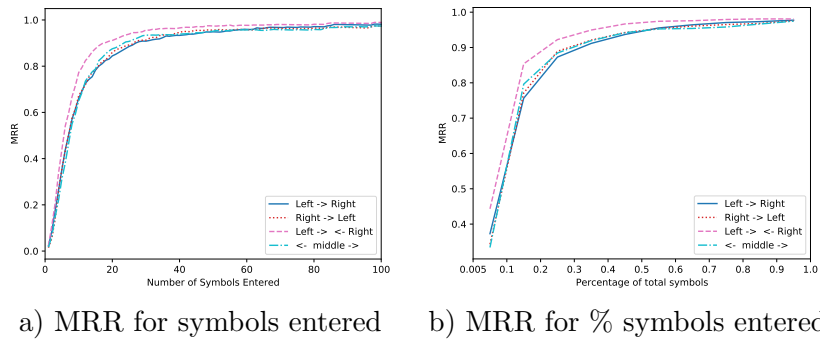 1.0
0.8
0.6
0.4
0.2
0.0
MRR
0 20 40 60 80 100
Number of Symbols Entered
Left -> Right
Right -> Left
Left -> <- Right
<- middle ->
1.0
0.9
0.8
0.7
0.6
0.5
0.4
MRR
0.005 0.1 0.2 0.3 0.4 0.5 0.6 0.7 0.8 0.9 1.0
Percentage of total symbols
Left -> Right
Right -> Left
Left -> <- Right
<- middle ->
a) MRR for symbols entered
b) MRR for % symbols entered